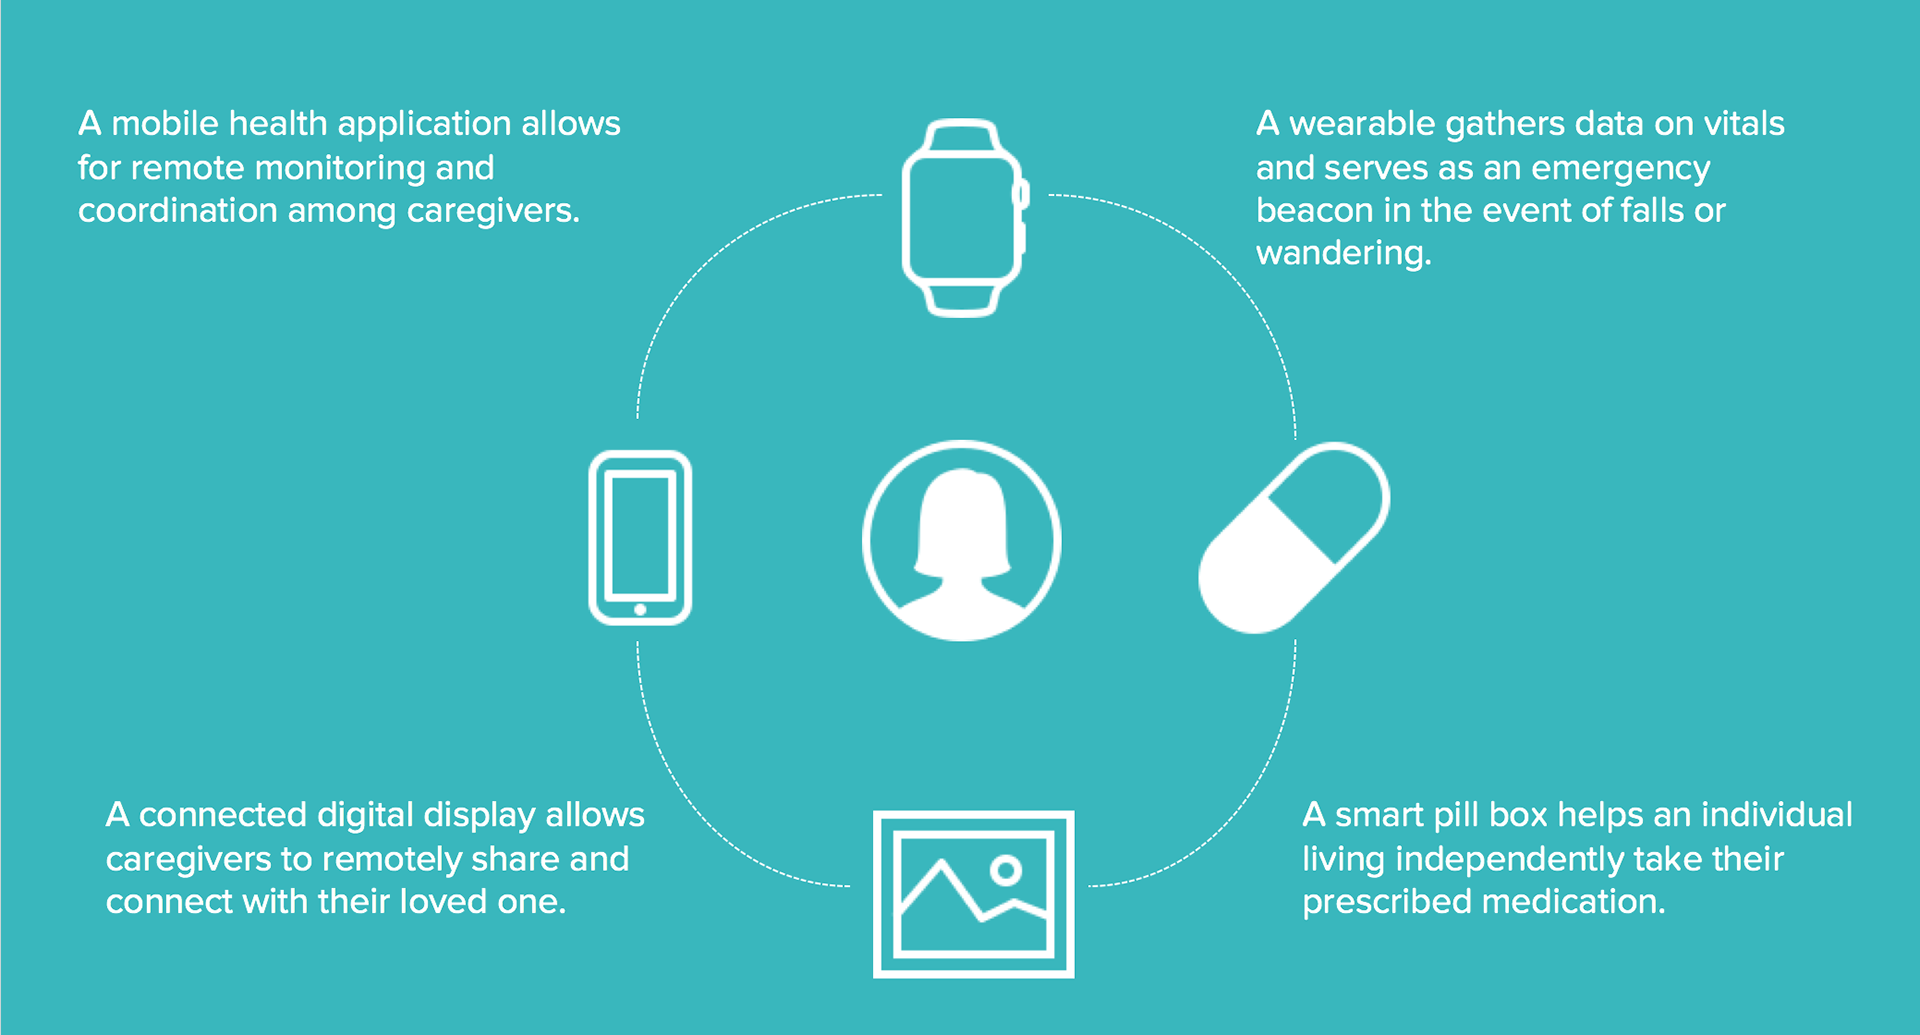 A mobile health application allows
for remote monitoring and
coordination among caregivers.
A wearable gathers data on vitals
and serves as an emergency
beacon in the event of falls or
wandering.
A connected digital display allows
caregivers to remotely share and
connect with their loved one.
A smart pill box helps an individual
living independently take their
prescribed medication.